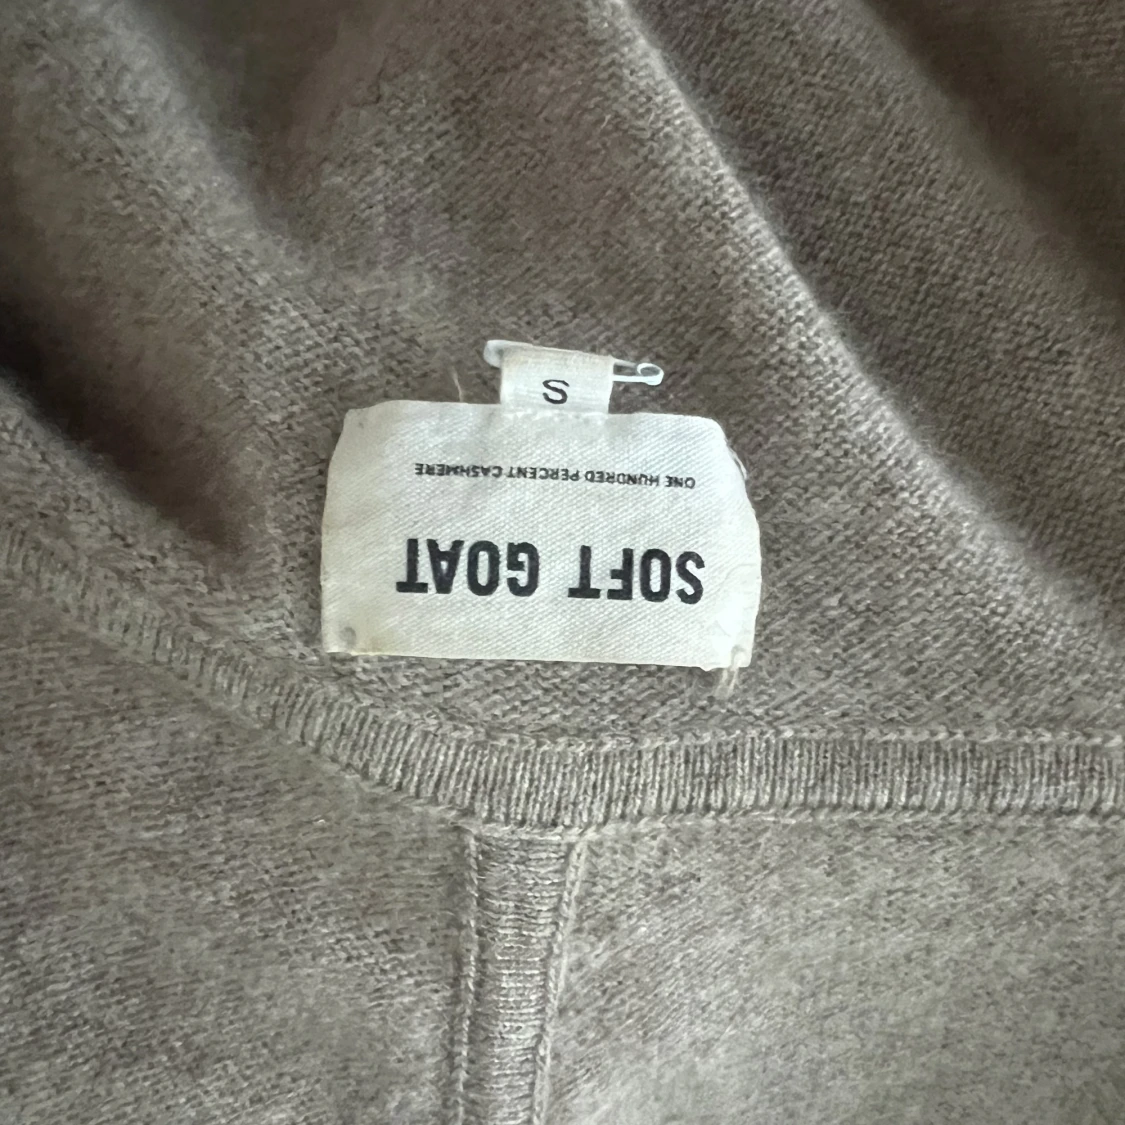 SOFT GOAT
ONE HUNDRED PERCENT CASHMERE
S